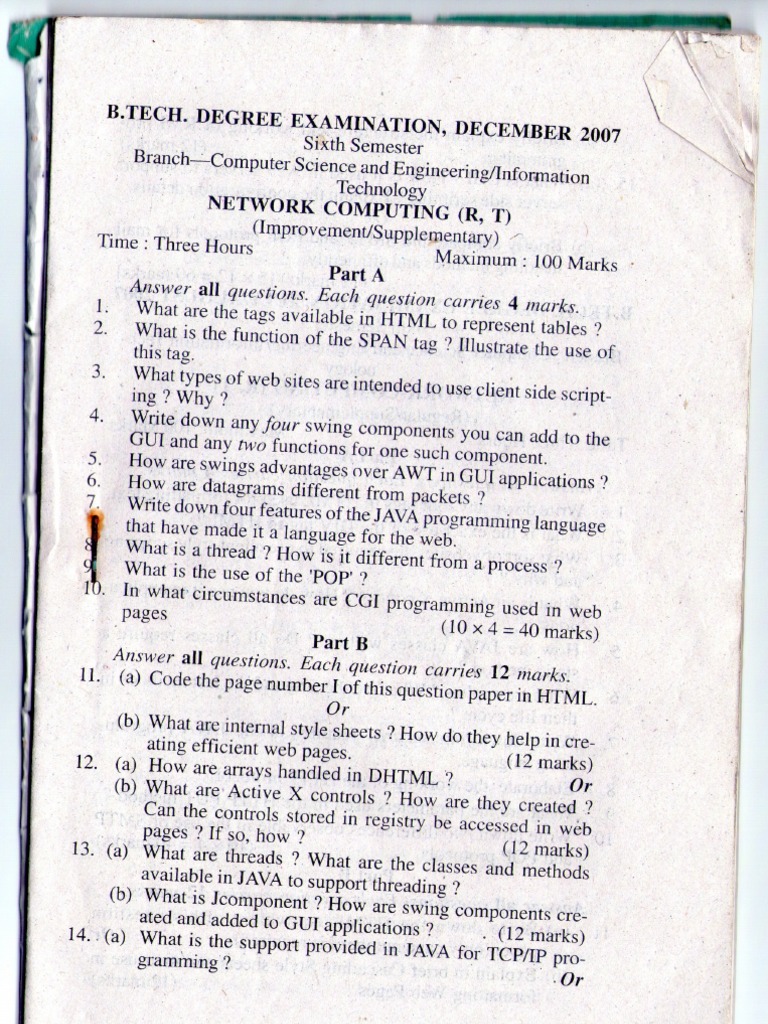 B.TECH. DEGREE EXAMINATION, DECEMBER 2007
Sixth Semester
Branch—Computer Science and Engineering/Information
Technology
NETWORK COMPUTING (R, T)
(Improvement/Supplementary)
Time : Three Hours Maximum : 100 Marks
Part A
Answer all questions. Each question carries 4 marks.
1. What are the tags available in HTML to represent tables ?
2. What is the function of the SPAN tag ? Illustrate the use of
this tag.
3. What types of web sites are intended to use client side script-
ing ? Why ?
4. Write down any four swing components you can add to the
GUI and any two functions for one such component.
5. How are swings advantages over AWT in GUI applications ?
6. How are datagrams different from packets ?
7. Write down four features of the JAVA programming language
that have made it a language for the web.
8 What is a thread ? How is it different from a process ?
9 What is the use of the 'POP' ?
10. In what circumstances are CGI programming used in web
pages (10 × 4 = 40 marks)
Part B
Answer all questions. Each question carries 12 marks.
11. (a) Code the page number I of this question paper in HTML.
Or
(b) What are internal style sheets ? How do they help in cre-
ating efficient web pages. (12 marks)
12. (a) How are arrays handled in DHTML ? Or
(b) What are Active X controls ? How are they created ?
Can the controls stored in registry be accessed in web
pages ? If so, how ? (12 marks)
13. (a) What are threads ? What are the classes and methods
available in JAVA to support threading ?
(b) What is Jcomponent ? How are swing components cre-
ated and added to GUI applications ? (12 marks)
14. (a) What is the support provided in JAVA for TCP/IP pro-
gramming ? Or